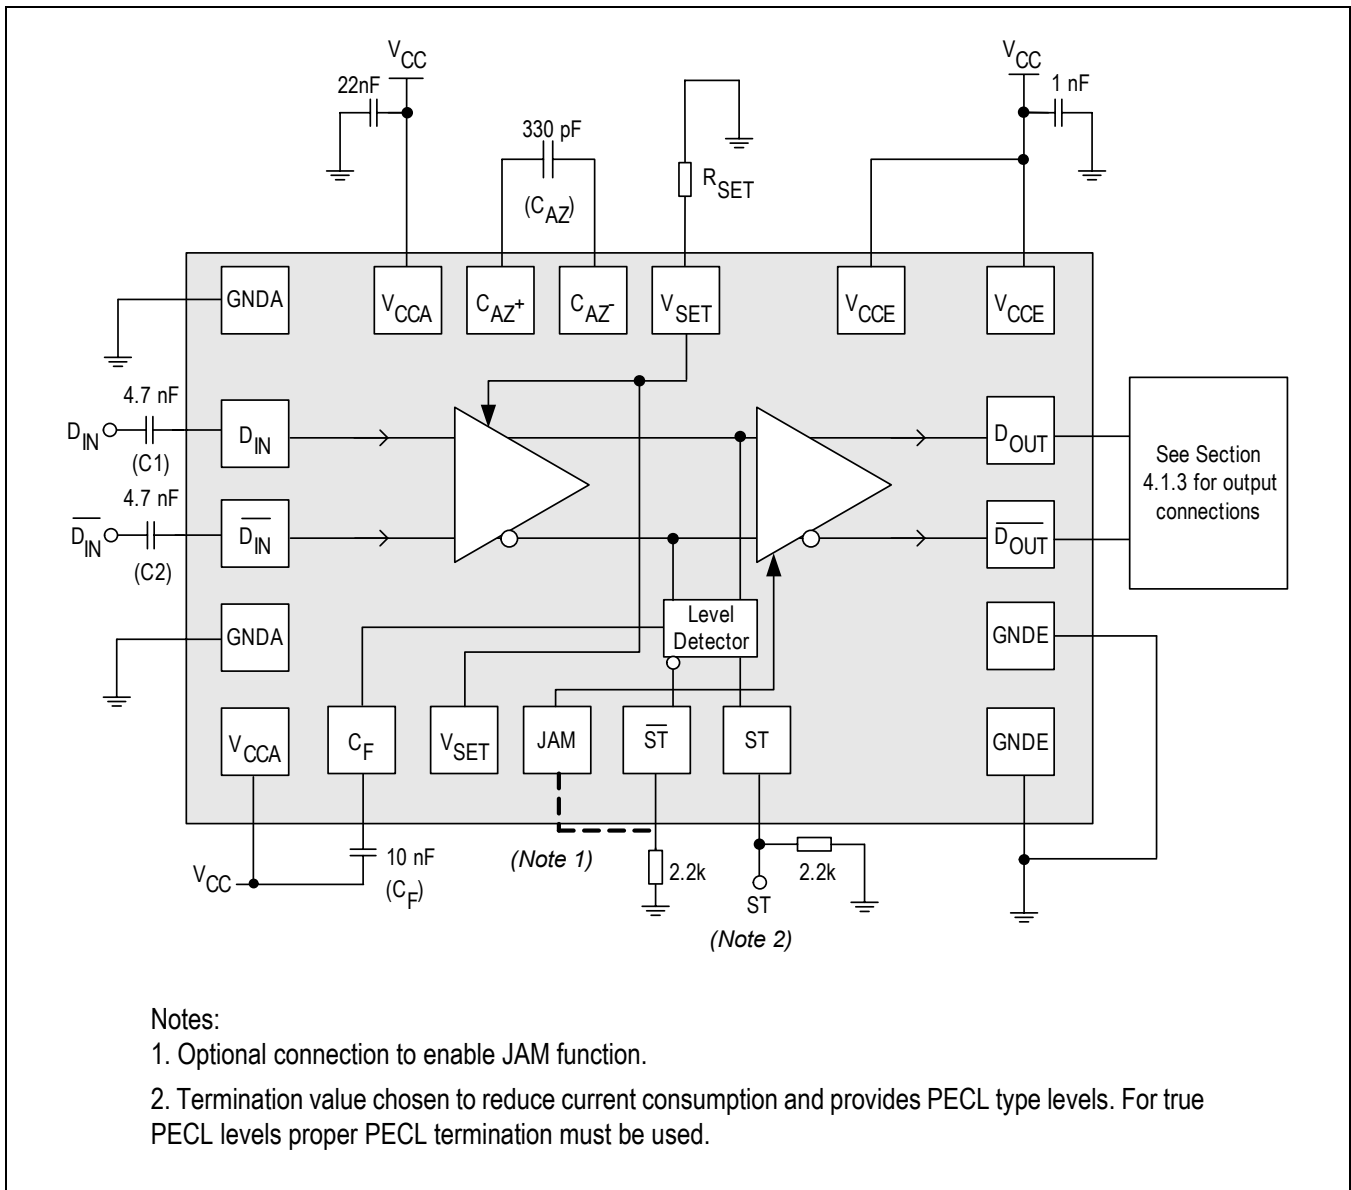 VCC
22nF
330 pF
(CAZ)
RSET
VCC
1 nF
GNDA
VCCA
CAZ+
CAZ-
VSET
VCCE
VCCE
4.7 nF
DIN
(C1)
DIN
DOUT
See Section
4.1.3 for output
connections
4.7 nF
D̅I̅N̅
(C2)
D̅I̅N̅
D̅O̅U̅T̅
Level
Detector
GNDA
GNDE
VCCA
CF
VSET
JAM
S̅T̅
ST
GNDE
VCC
10 nF
(CF)
(Note 1)
2.2k
2.2k
ST
(Note 2)
Notes:
1. Optional connection to enable JAM function.
2. Termination value chosen to reduce current consumption and provides PECL type levels. For true
PECL levels proper PECL termination must be used.